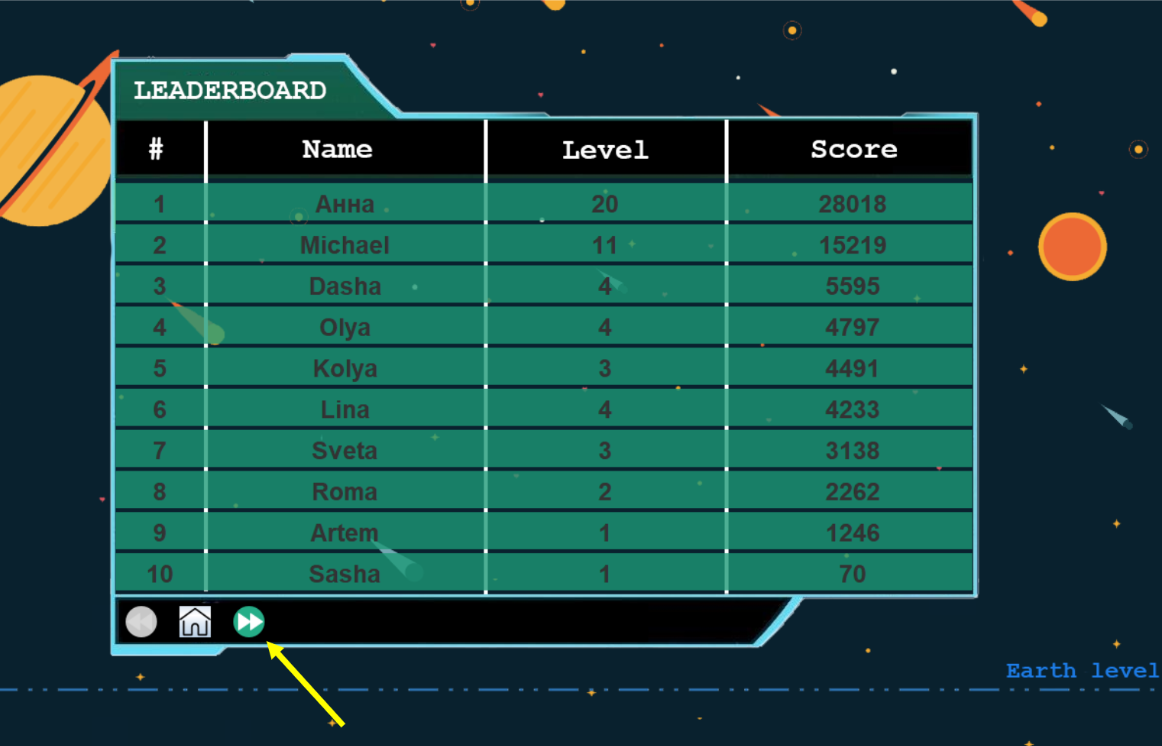 LEADERBOARD
# Name Level Score
1 Анна 20 28018
2 Michael 11 15219
3 Dasha 4 5595
4 Olya 4 4797
5 Kolya 3 4491
6 Lina 4 4233
7 Sveta 3 3138
8 Roma 2 2262
9 Artem 1 1246
10 Sasha 1 70
Earth level